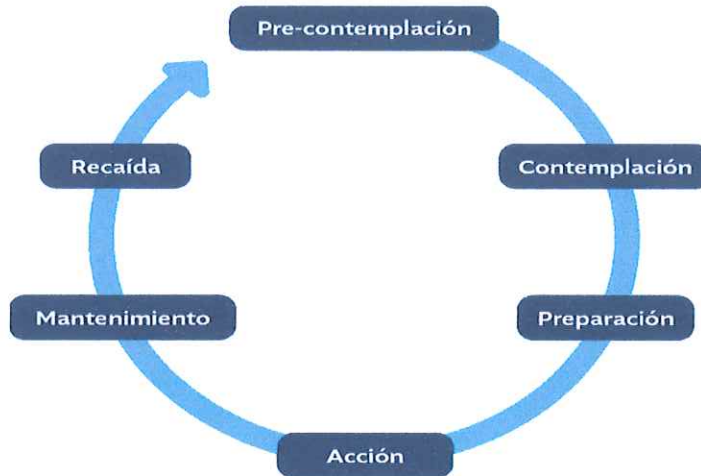 Pre-contemplación
Contemplación
Preparación
Acción
Mantenimiento
Recaída